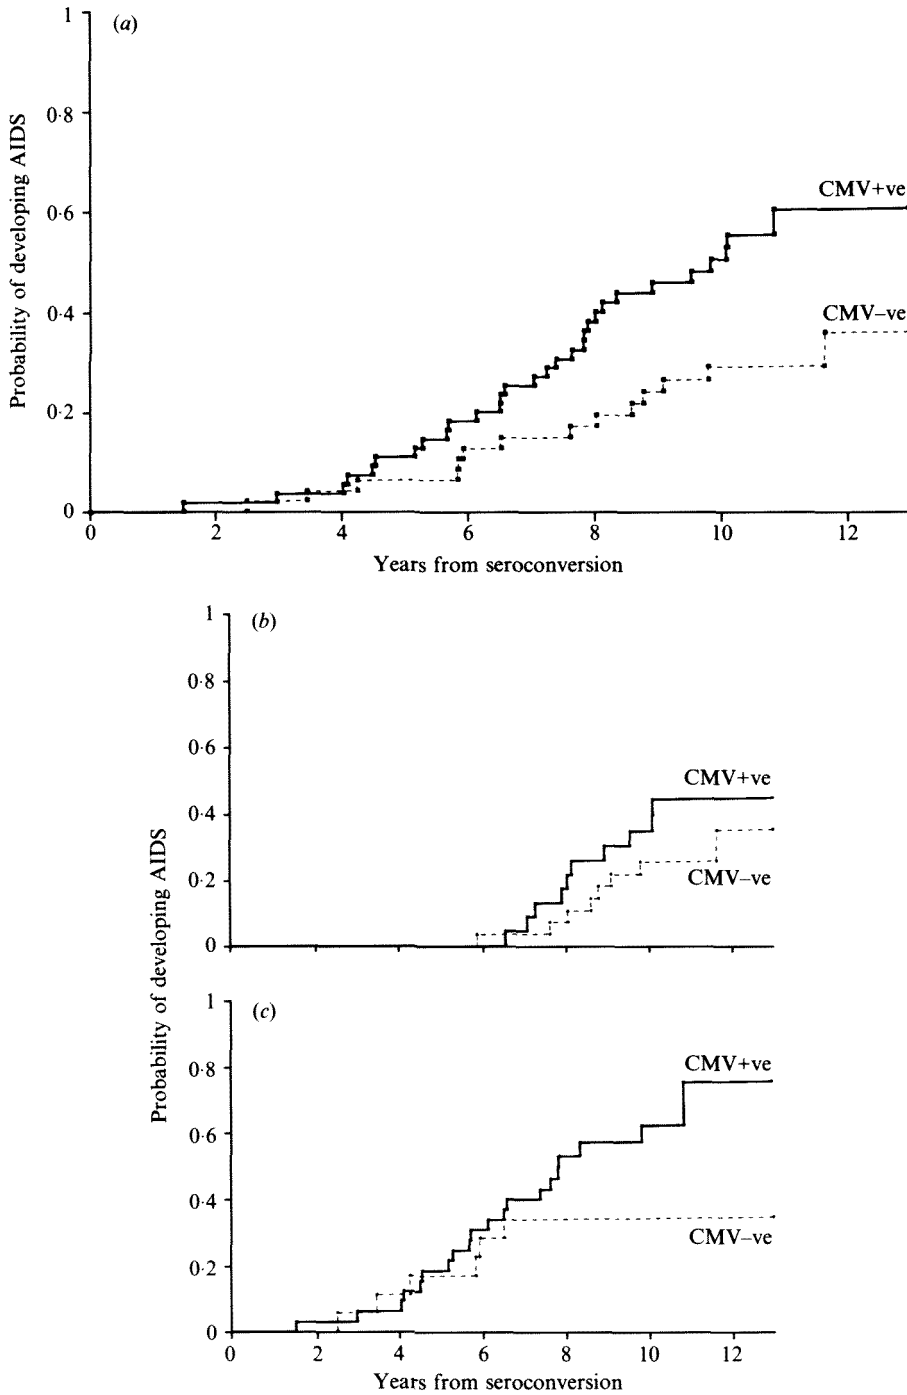 (a)
1
0·8
0·6
0·4
0·2
0
Probability of developing AIDS
CMV+ve
CMV–ve
0 2 4 6 8 10 12
Years from seroconversion
(b)
1
0·8
0·6
0·4
0·2
0
CMV+ve
CMV–ve
Probability of developing AIDS
(c)
1
0·8
0·6
0·4
0·2
0
CMV+ve
CMV–ve
0 2 4 6 8 10 12
Years from seroconversion